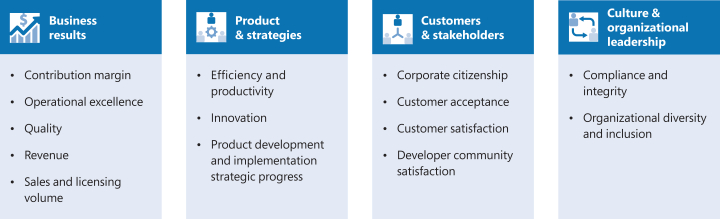 Business
results
• Contribution margin
• Operational excellence
• Quality
• Revenue
• Sales and licensing
volume
Product
& strategies
• Efficiency and
productivity
• Innovation
• Product development
and implementation
strategic progress
Customers
& stakeholders
• Corporate citizenship
• Customer acceptance
• Customer satisfaction
• Developer community
satisfaction
Culture &
organizational
leadership
• Compliance and
integrity
• Organizational diversity
and inclusion